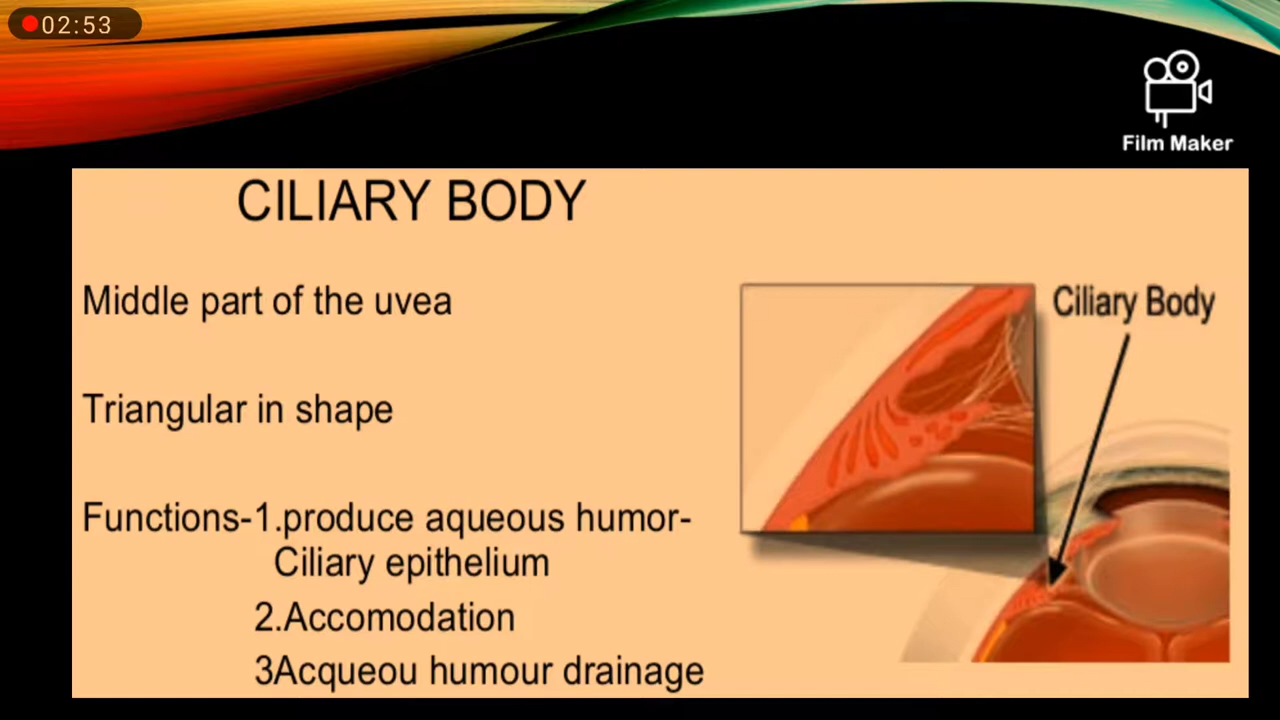 02:53
Film Maker
CILIARY BODY
Middle part of the uvea
Ciliary Body
Triangular in shape
Functions-1.produce aqueous humor-
Ciliary epithelium
2.Accomodation
3Acqueou humour drainage